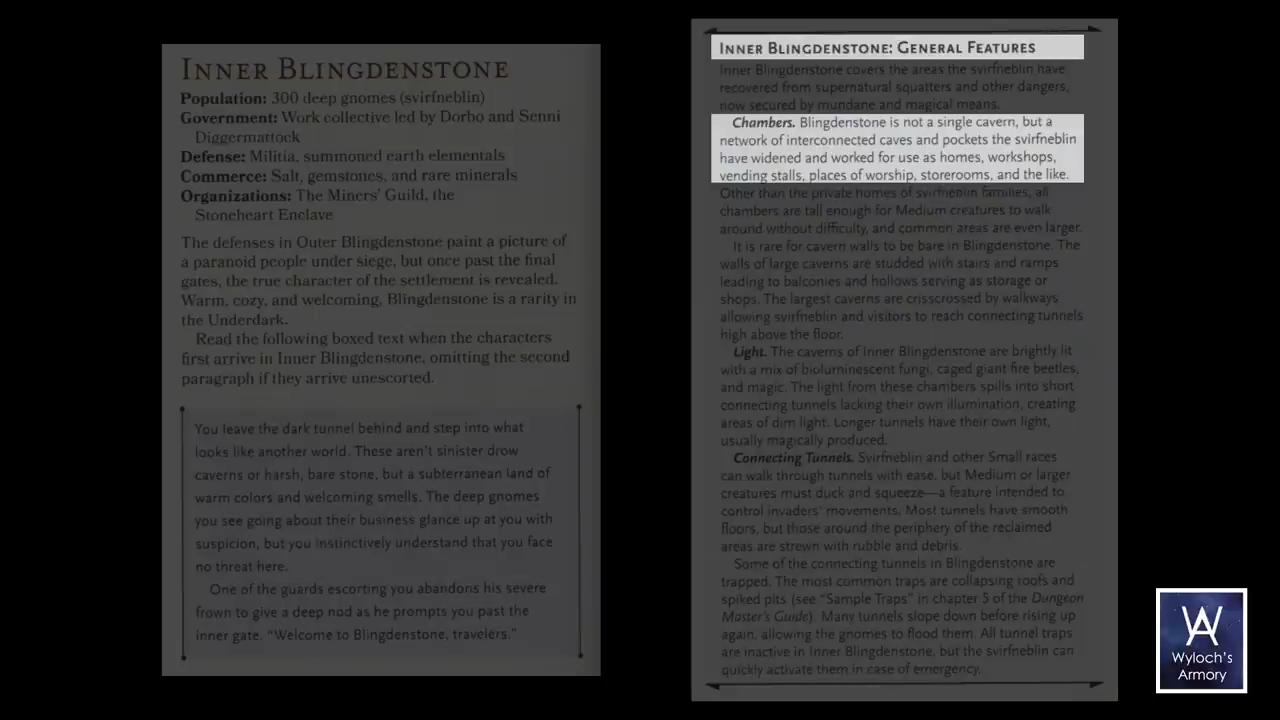 INNER BLINGDENSTONE
Population: 300 deep gnomes (svirfneblin)
Government: Work collective led by Dorbo and Senni
Diggermattock
Defense: Militia, summoned earth elementals
Commerce: Salt, gemstones, and rare minerals
Organizations: The Miners' Guild, the
Stoneheart Enclave
The defenses in Outer Blingdenstone paint a picture of
a paranoid people under siege, but once past the final
gates, the true character of the settlement is revealed.
Warm, cozy, and welcoming, Blingdenstone is a rarity in
the Underdark.
Read the following boxed text when the characters
first arrive in Inner Blingdenstone, omitting the second
paragraph if they arrive unescorted.
You leave the dark tunnel behind and step into what
looks like another world. These aren't sinister drow
caverns or harsh, bare stone, but a subterranean land of
warm colors and welcoming smells. The deep gnomes
you see going about their business glance up at you with
suspicion, but you instinctively understand that you face
no threat here.
One of the guards escorting you abandons his severe
frown to give a deep nod as he prompts you past the
inner gate. "Welcome to Blingdenstone, travelers."
INNER BLINGDENSTONE: GENERAL FEATURES
Inner Blingdenstone covers the areas the svirfneblin have
recovered from supernatural squatters and other dangers,
now secured by mundane and magical means.
Chambers. Blingdenstone is not a single cavern, but a
network of interconnected caves and pockets the svirfneblin
have widened and worked for use as homes, workshops,
vending stalls, places of worship, storerooms, and the like.
Other than the private homes of svirfneblin families, all
chambers are tall enough for Medium creatures to walk
around without difficulty, and common areas are even larger.
It is rare for cavern walls to be bare in Blingdenstone. The
walls of large caverns are studded with stairs and ramps
leading to balconies and hollows serving as storage or
shops. The largest caverns are crisscrossed by walkways
allowing svirfneblin and visitors to reach connecting tunnels
high above the floor.
Light. The caverns of Inner Blingdenstone are brightly lit
with a mix of bioluminescent fungi, caged giant fire beetles,
and magic. The light from these chambers spills into short
connecting tunnels lacking their own illumination, creating
areas of dim light. Longer tunnels have their own light,
usually magically produced.
Connecting Tunnels. Svirfneblin and other Small races
can walk through tunnels with ease, but Medium or larger
creatures must duck and squeeze—a feature intended to
control invaders' movements. Most tunnels have smooth
floors, but those around the periphery of the reclaimed
areas are strewn with rubble and debris.
Some of the connecting tunnels in Blingdenstone are
trapped. The most common traps are collapsing roofs and
spiked pits (see "Sample Traps" in chapter 5 of the Dungeon
Master's Guide). Many tunnels slope down before rising up
again, allowing the gnomes to flood them. All tunnel traps
are inactive in Inner Blingdenstone, but the svirfneblin can
quickly activate them in case of emergency.
WA
Wyloch's
Armory